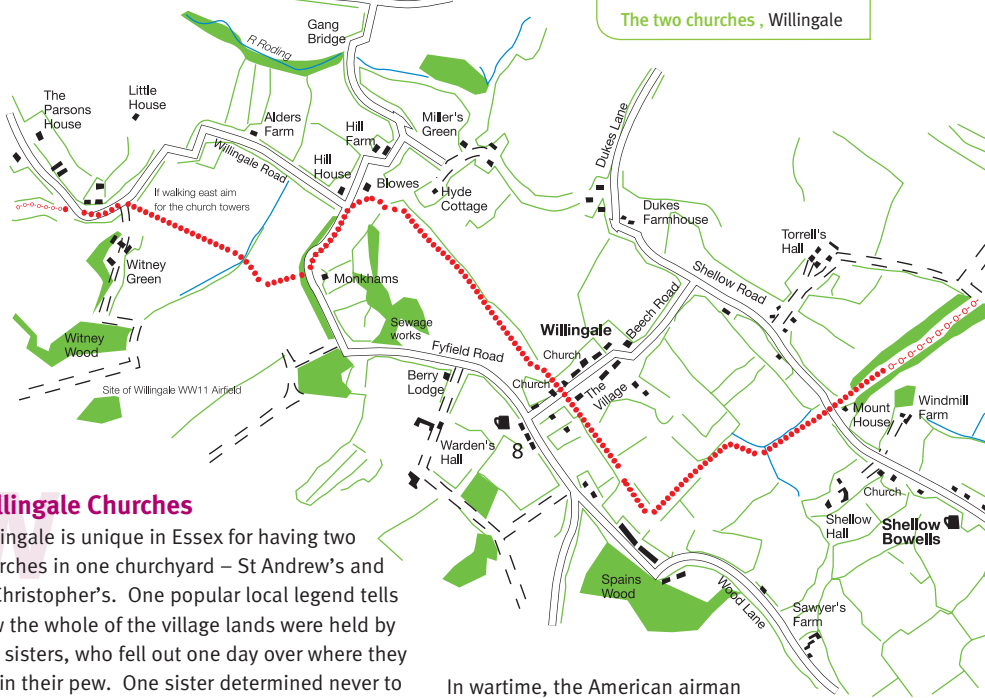 The two churches , Willingale
Gang
Bridge
R Roding
The
Parsons
House
Little
House
Alders
Farm
Hill
Farm
Miller's
Green
Dukes Lane
Willingale Road
Hill
House
Blowes
Hyde
Cottage
If walking east aim
for the church towers
Dukes
Farmhouse
Torrell's
Hall
Witney
Green
Monkhams
Shellow Road
Beech Road
Willingale
Church
Sewage
works
Fyfield Road
Witney
Wood
Site of Willingale WW11 Airfield
Berry
Lodge
Church
The
Village
Warden's
Hall
8
Mount
House
Windmill
Farm
Church
Shellow
Hall
Shellow
Bowells
Spains
Wood
Wood Lane
Sawyer's
Farm
W
llingale Churches
ingale is unique in Essex for having two
rches in one churchyard – St Andrew's and
Christopher's. One popular local legend tells
w the whole of the village lands were held by
sisters, who fell out one day over where they
in their pew. One sister determined never to
In wartime, the American airman